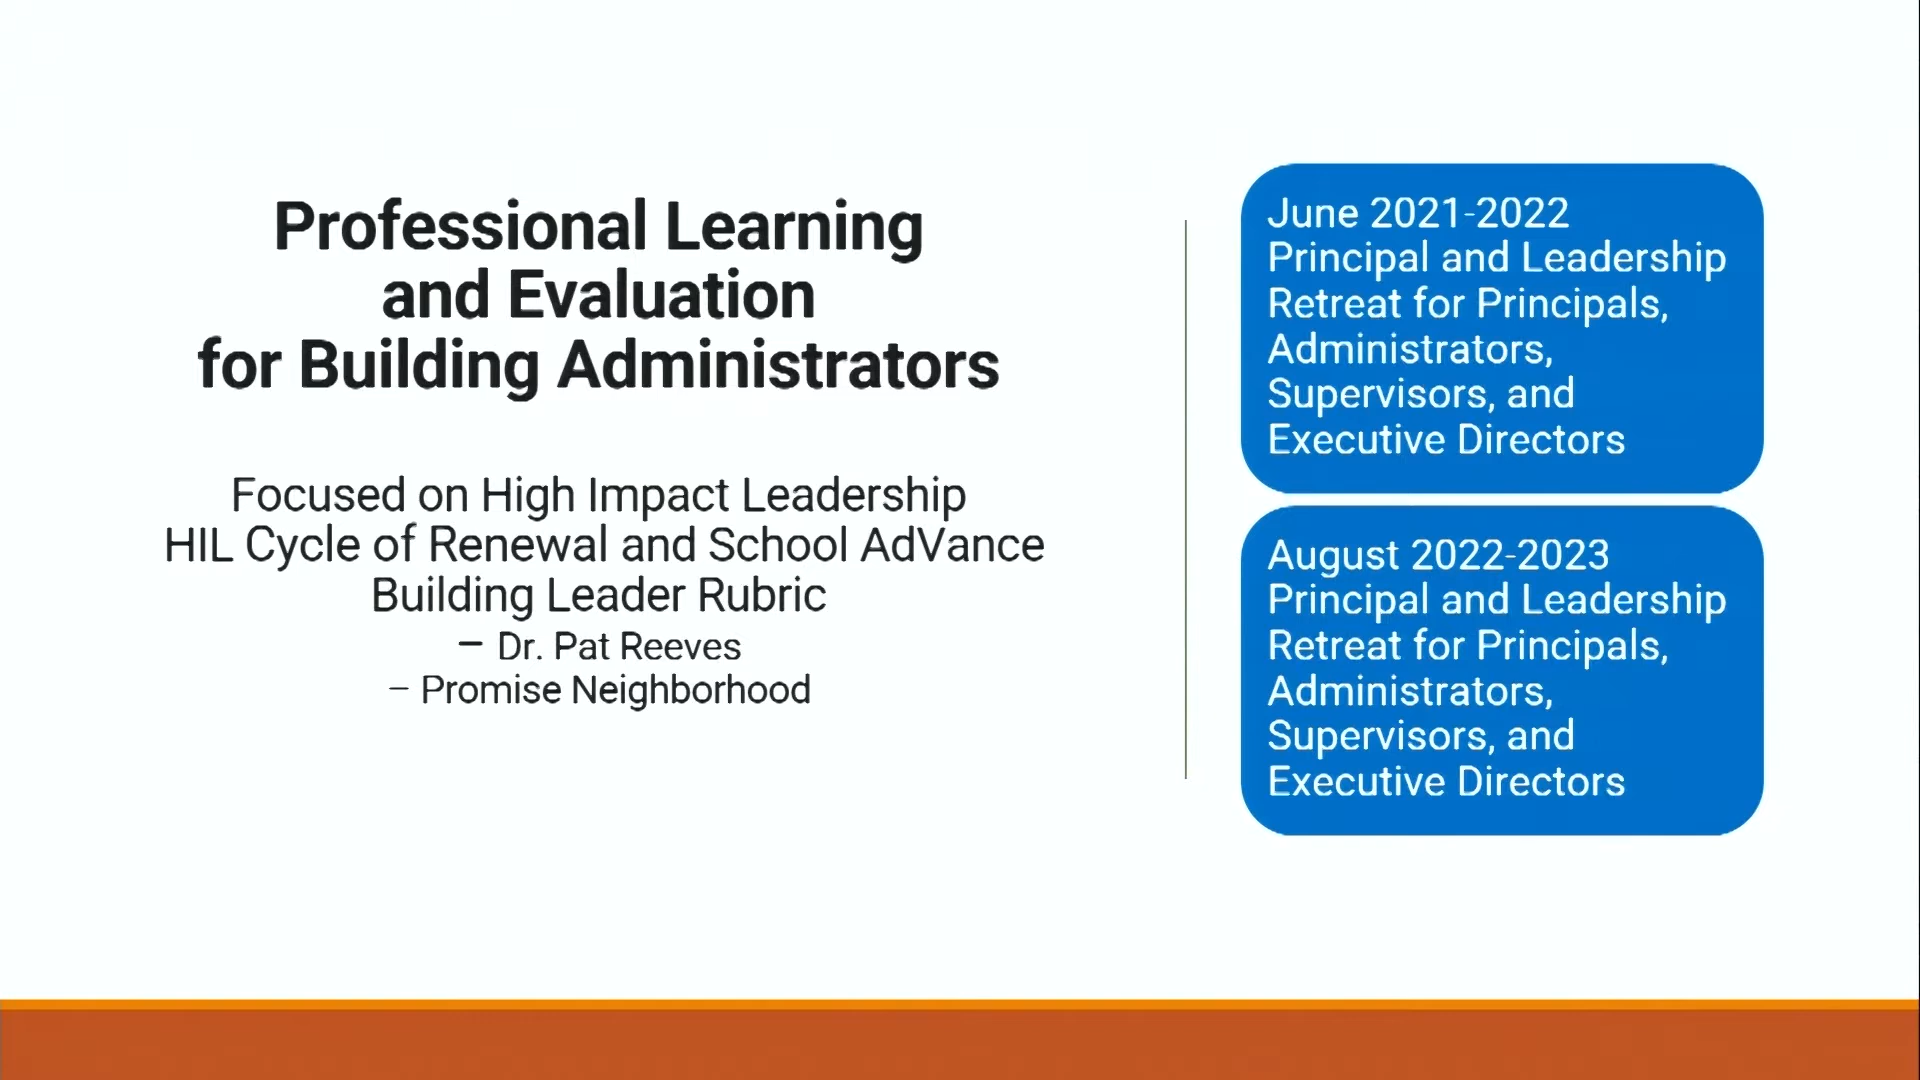 Professional Learning
and Evaluation
for Building Administrators
Focused on High Impact Leadership
HIL Cycle of Renewal and School AdVance
Building Leader Rubric
– Dr. Pat Reeves
– Promise Neighborhood
June 2021-2022
Principal and Leadership
Retreat for Principals,
Administrators,
Supervisors, and
Executive Directors
August 2022-2023
Principal and Leadership
Retreat for Principals,
Administrators,
Supervisors, and
Executive Directors